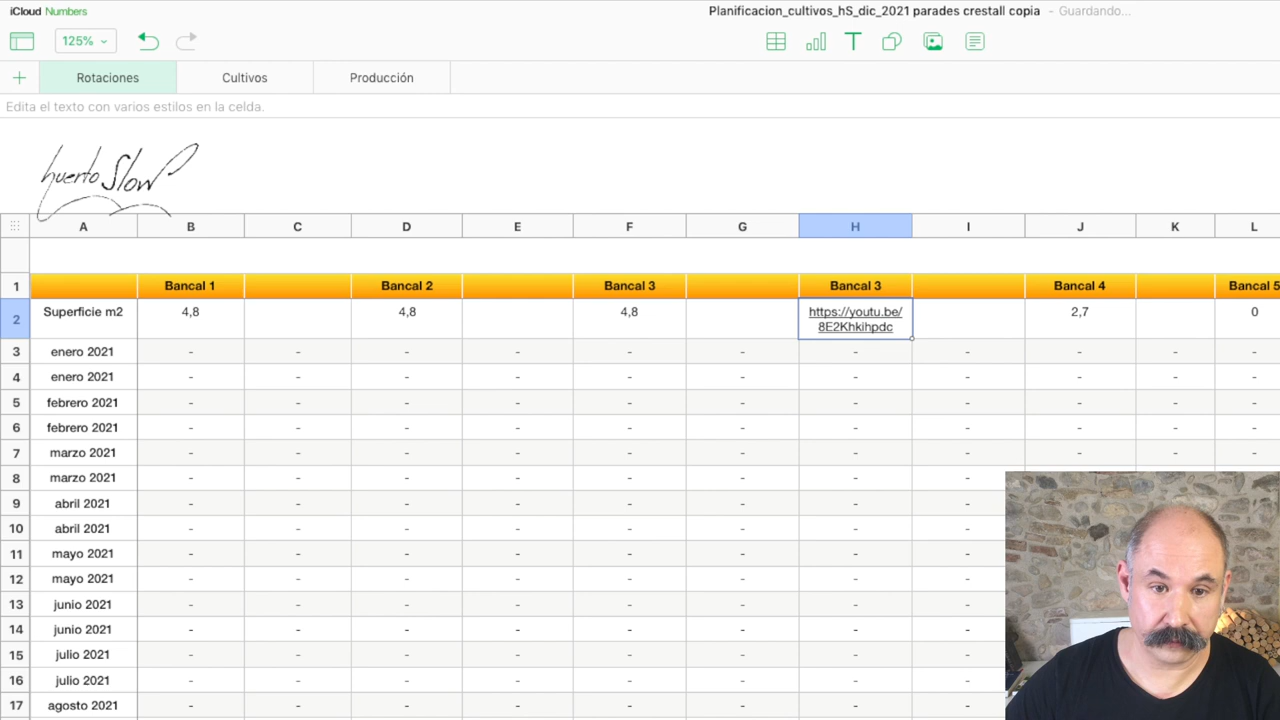 iCloud Numbers
Planificacion_cultivos_hS_dic_2021 parades crestall copia - Guardando...
125%
+ Rotaciones Cultivos Producción
Edita el texto con varios estilos en la celda.
huerto Slow
A B C D E F G H I J K L
1 Bancal 1 Bancal 2 Bancal 3 Bancal 3 Bancal 4 Bancal 5
2 Superficie m2 4,8 4,8 4,8 https://youtu.be/ 2,7 0
8E2Khkihpdc
3 enero 2021 - - - - - - - - - - -
4 enero 2021 - - - - - - - - - - -
5 febrero 2021 - - - - - - - - - - -
6 febrero 2021 - - - - - - - - - - -
7 marzo 2021 - - - - - - - - - - -
8 marzo 2021 - - - - - - - -
9 abril 2021 - - - - - - - -
10 abril 2021 - - - - - - - -
11 mayo 2021 - - - - - - - -
12 mayo 2021 - - - - - - - -
13 junio 2021 - - - - - - - -
14 junio 2021 - - - - - - - -
15 julio 2021 - - - - - - - -
16 julio 2021 - - - - - - - -
17 agosto 2021 - - - - - - - -